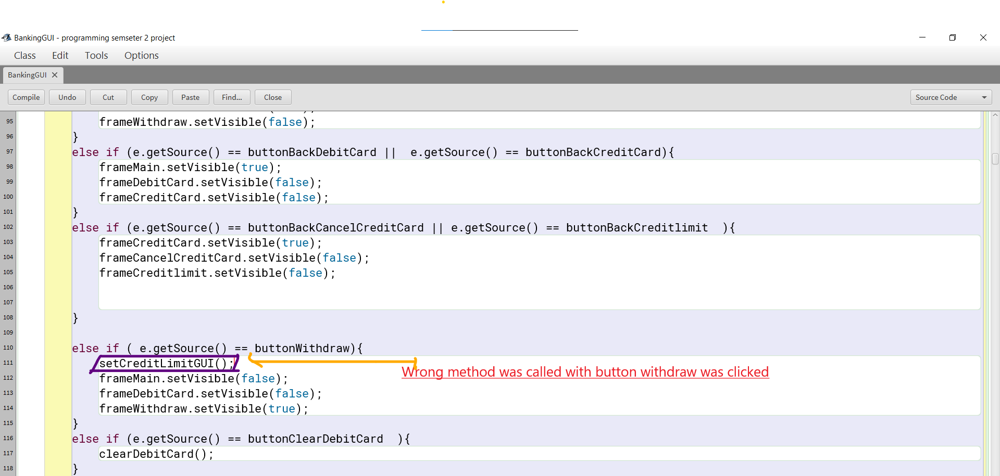 BankingGUI - programming semseter 2 project
Class Edit Tools Options
BankingGUI
Compile Undo Cut Copy Paste Find... Close Source Code
95 frameWithdraw.setVisible(false);
96 }
97 else if (e.getSource() == buttonBackDebitCard ||  e.getSource() == buttonBackCreditCard){
98 frameMain.setVisible(true);
99 frameDebitCard.setVisible(false);
100 frameCreditCard.setVisible(false);
101 }
102 else if (e.getSource() == buttonBackCancelCreditCard || e.getSource() == buttonBackCreditlimit  ){
103 frameCreditCard.setVisible(true);
104 frameCancelCreditCard.setVisible(false);
105 frameCreditlimit.setVisible(false);
106
107
108 }
109
110 else if ( e.getSource() == buttonWithdraw){
111 setCreditLimitGUI();
Wrong method was called with button withdraw was clicked
112 frameMain.setVisible(false);
113 frameDebitCard.setVisible(false);
114 frameWithdraw.setVisible(true);
115 }
116 else if (e.getSource() == buttonClearDebitCard  ){
117 clearDebitCard();
118 }